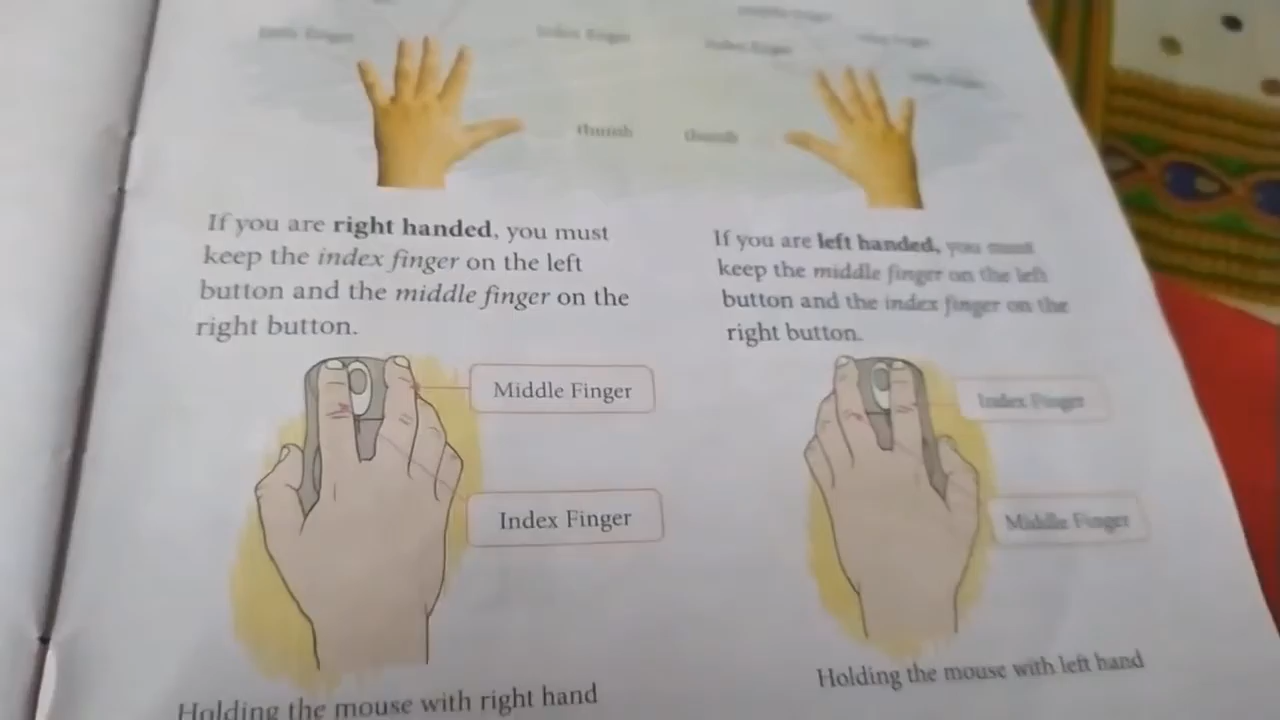 Index finger
thumb
thumb
If you are right handed, you must
keep the index finger on the left
button and the middle finger on the
right button.
Middle Finger
Index Finger
Holding the mouse with right hand
If you are left handed, you must
keep the middle finger on the left
button and the index finger on the
right button.
Index Finger
Middle Finger
Holding the mouse with left hand